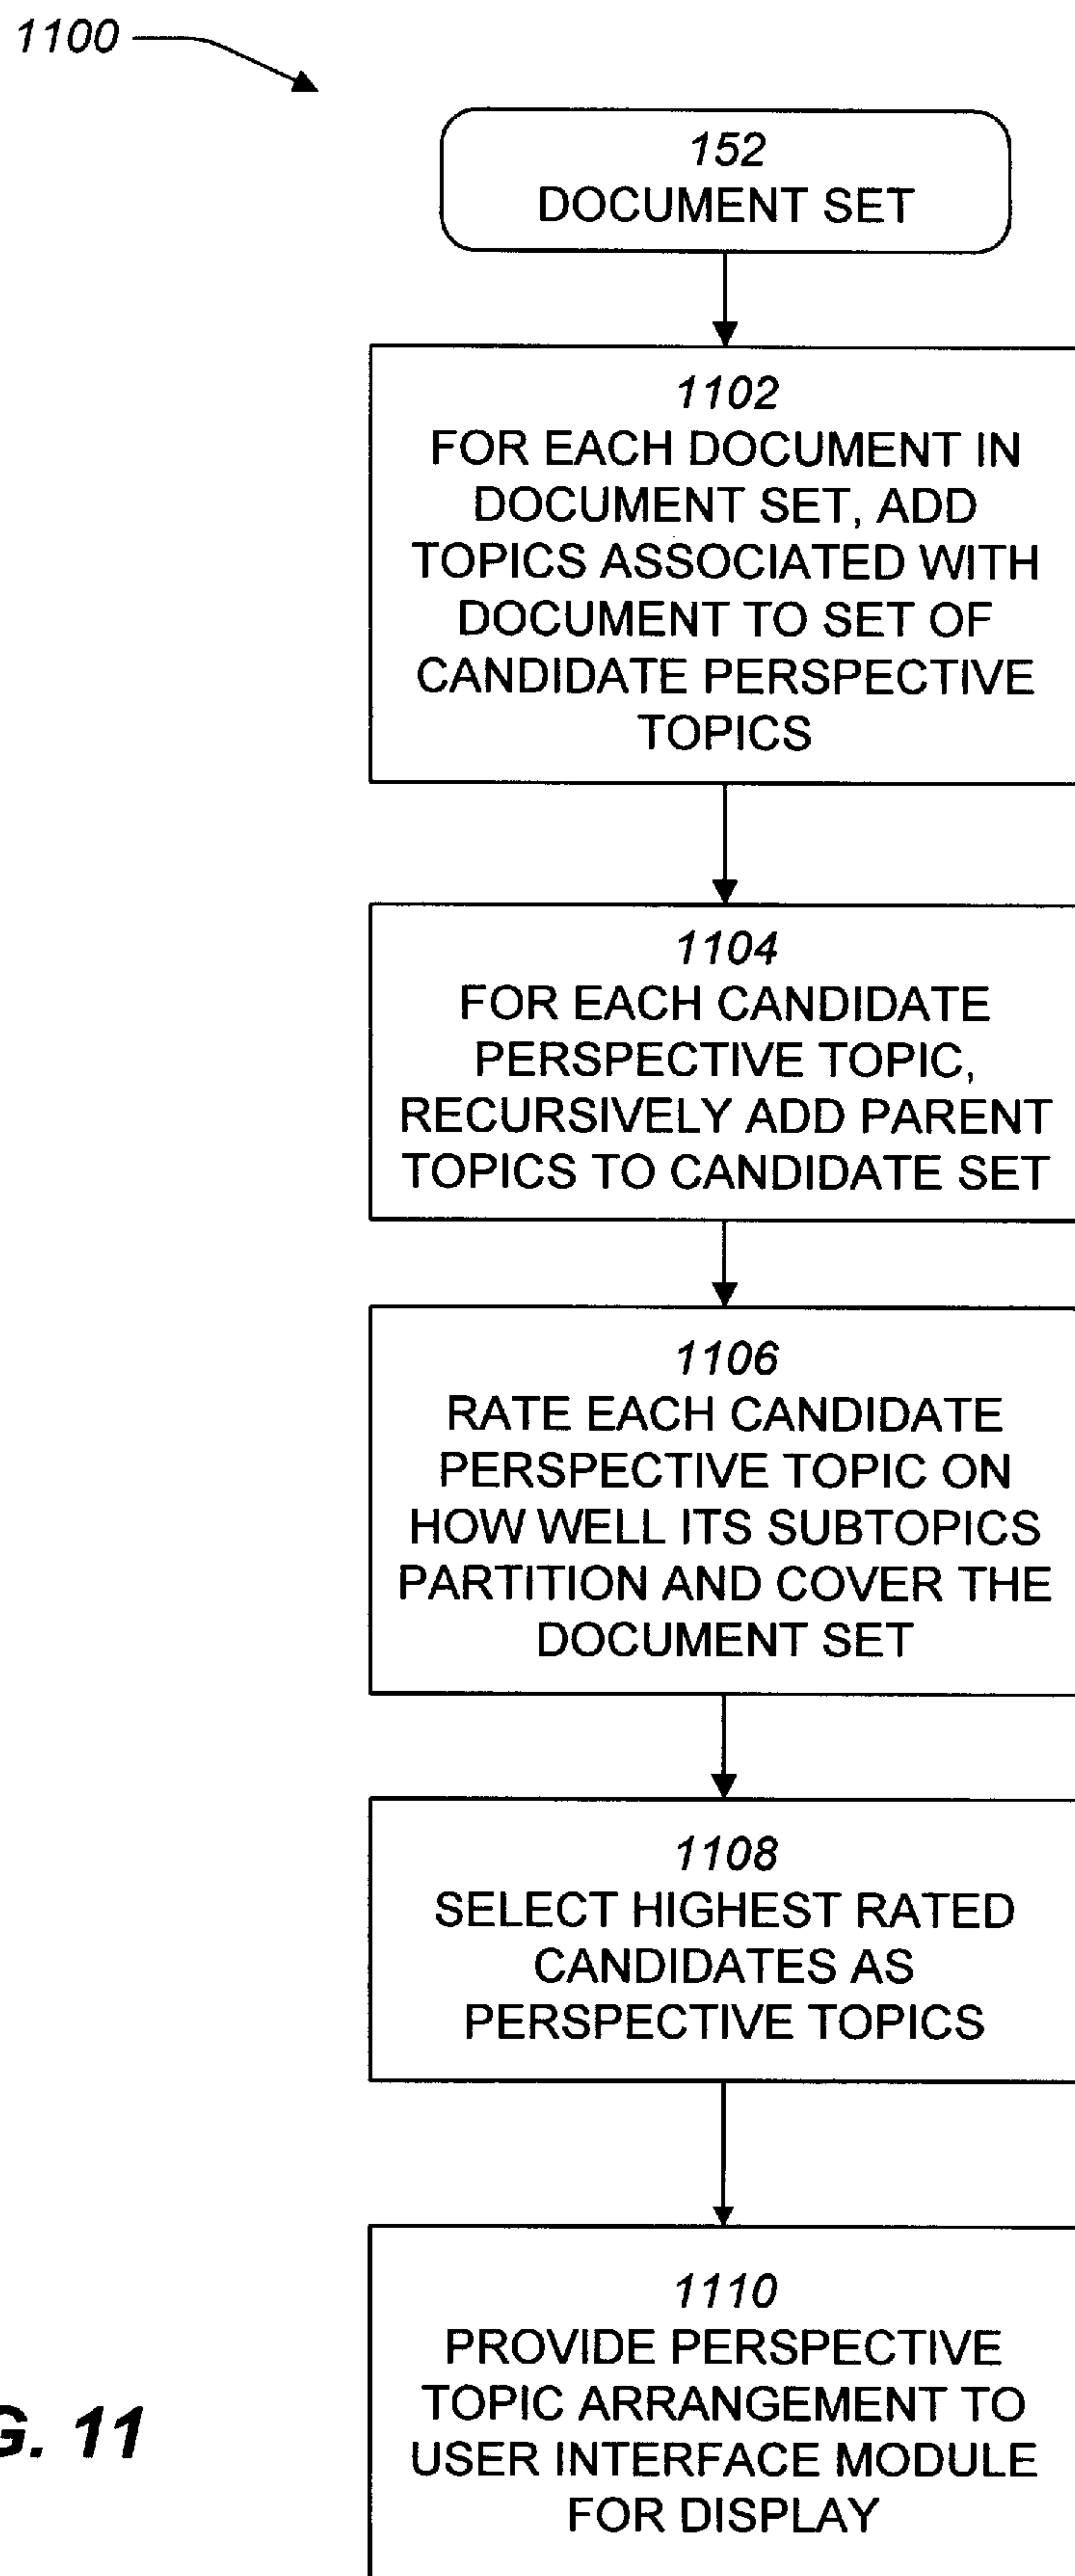 1100
152
DOCUMENT SET
1102
FOR EACH DOCUMENT IN
DOCUMENT SET, ADD
TOPICS ASSOCIATED WITH
DOCUMENT TO SET OF
CANDIDATE PERSPECTIVE
TOPICS
1104
FOR EACH CANDIDATE
PERSPECTIVE TOPIC,
RECURSIVELY ADD PARENT
TOPICS TO CANDIDATE SET
1106
RATE EACH CANDIDATE
PERSPECTIVE TOPIC ON
HOW WELL ITS SUBTOPICS
PARTITION AND COVER THE
DOCUMENT SET
1108
SELECT HIGHEST RATED
CANDIDATES AS
PERSPECTIVE TOPICS
1110
PROVIDE PERSPECTIVE
TOPIC ARRANGEMENT TO
USER INTERFACE MODULE
FOR DISPLAY
G. 11